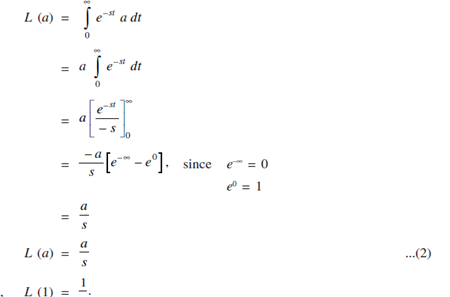 L (a) = ∫₀^∞ e^{-st} a dt
= a ∫₀^∞ e^{-st} dt
= a [e^{-st} / -s]₀^∞
= -a/s [e^{-∞} – e^0], since e^{-∞} = 0
e^0 = 1
= a/s
L (a) = a/s ...(2)
, L (1) = 1/s.